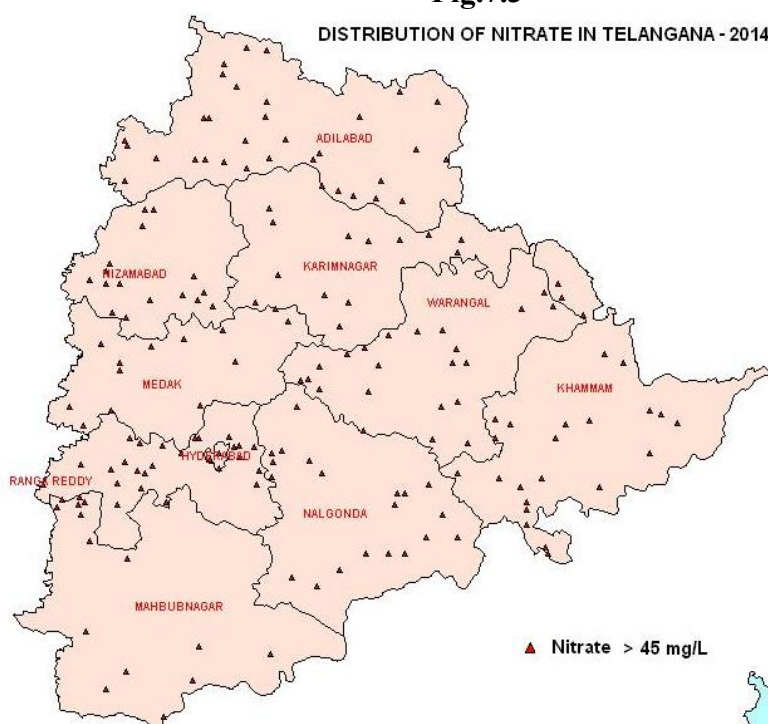 DISTRIBUTION OF NITRATE IN TELANGANA - 2014
ADILABAD
NIZAMABAD
KARIMNAGAR
WARANGAL
MEDAK
KHAMMAM
HYDERABAD
RANGA REDDY
NALGONDA
MAHBUBNAGAR
Nitrate > 45 mg/L